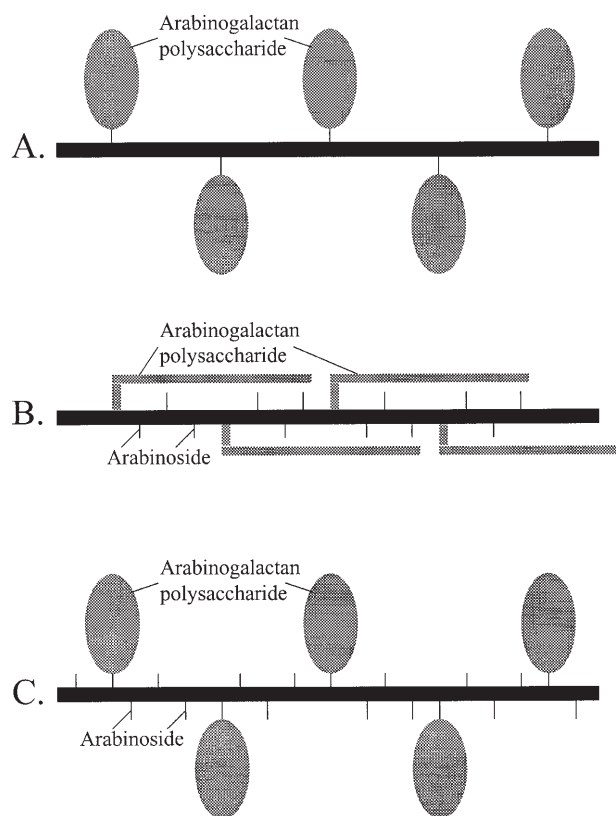 Arabinogalactan
polysaccharide
A.
Arabinogalactan
polysaccharide
B.
Arabinoside
Arabinogalactan
polysaccharide
C.
Arabinoside